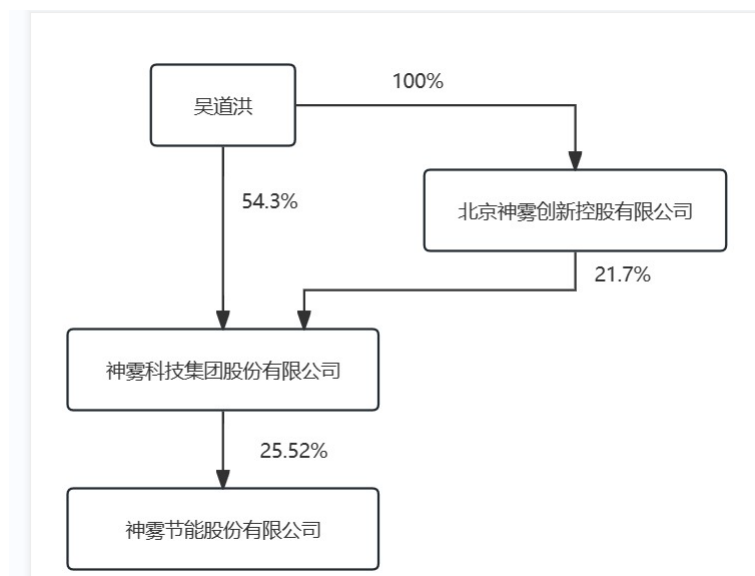 吴道洪
100%
54.3%
北京神雾创新控股有限公司
21.7%
神雾科技集团股份有限公司
25.52%
神雾节能股份有限公司